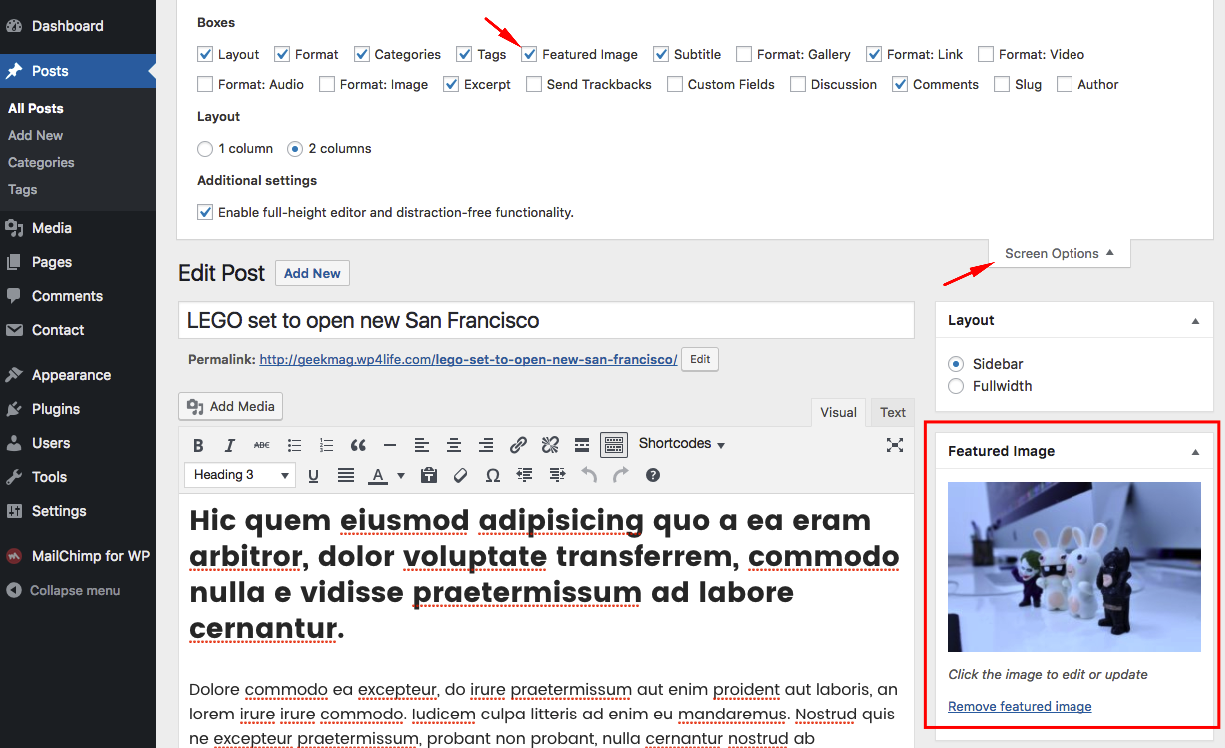 Dashboard
Posts
All Posts
Add New
Categories
Tags
Media
Pages
Comments
Contact
Appearance
Plugins
Users
Tools
Settings
MailChimp for WP
Collapse menu
Boxes
Layout Format Categories Tags Featured Image Subtitle Format: Gallery Format: Link Format: Video
Format: Audio Format: Image Excerpt Send Trackbacks Custom Fields Discussion Comments Slug Author
Layout
1 column 2 columns
Additional settings
Enable full-height editor and distraction-free functionality.
Screen Options
Edit Post Add New
LEGO set to open new San Francisco
Permalink: http://geekmag.wp4life.com/lego-set-to-open-new-san-francisco/ Edit
Add Media
Visual Text
B I ABC Shortcodes
Heading 3 U A Ω
Hic quem eiusmod adipisicing quo a ea eram
arbitror, dolor voluptate transferrem, commodo
nulla e vidisse praetermissum ad labore
cernantur.
Dolore commodo ea excepteur, do irure praetermissum aut enim proident aut laboris, an
lorem irure irure commodo. Iudicem culpa litteris ad enim eu mandaremus. Nostrud quis
ne excepteur praetermissum, probant non probant, nulla cernantur nostrud ab
Layout
Sidebar
Fullwidth
Featured Image
Click the image to edit or update
Remove featured image